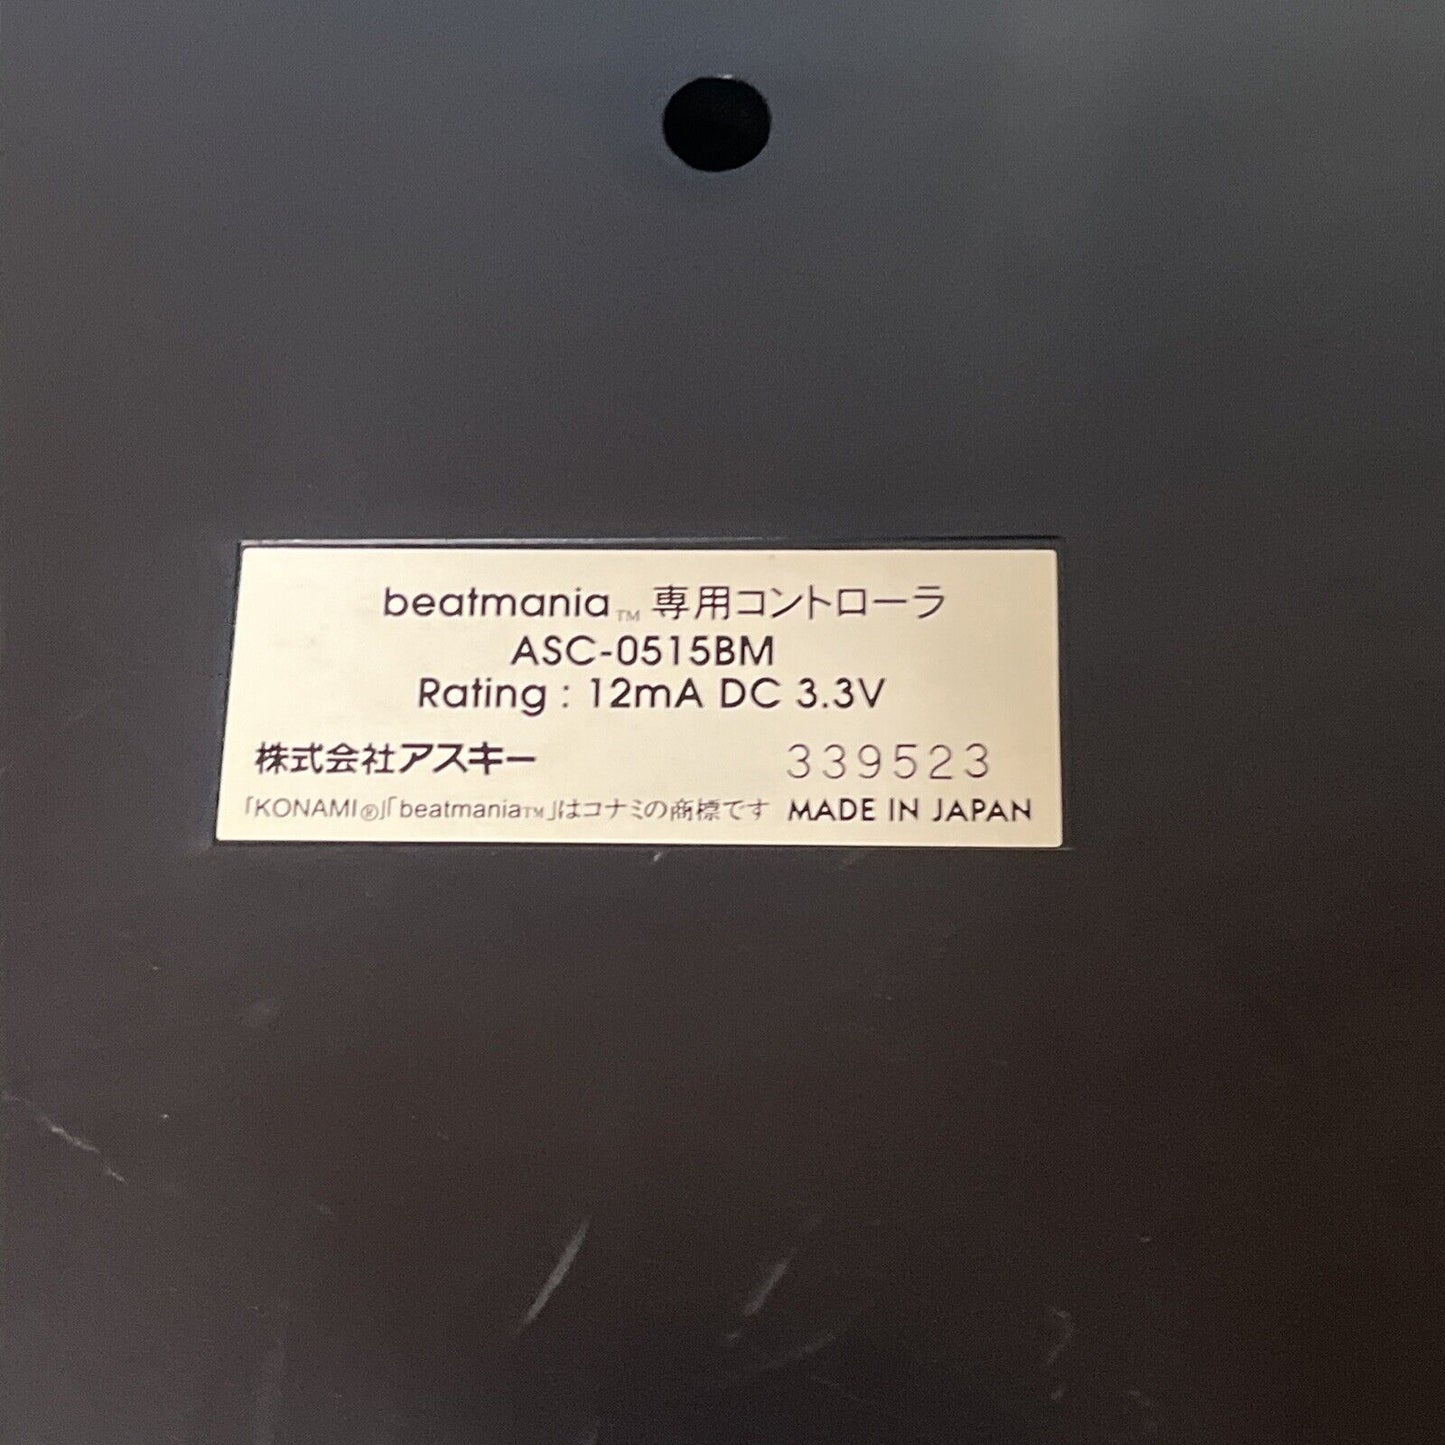 beatmania™ 専用コントローラ
ASC-0515BM
Rating : 12mA DC 3.3V
株式会社アスキー 339523
「KONAMI®」「beatmania™」はコナミの商標です MADE IN JAPAN